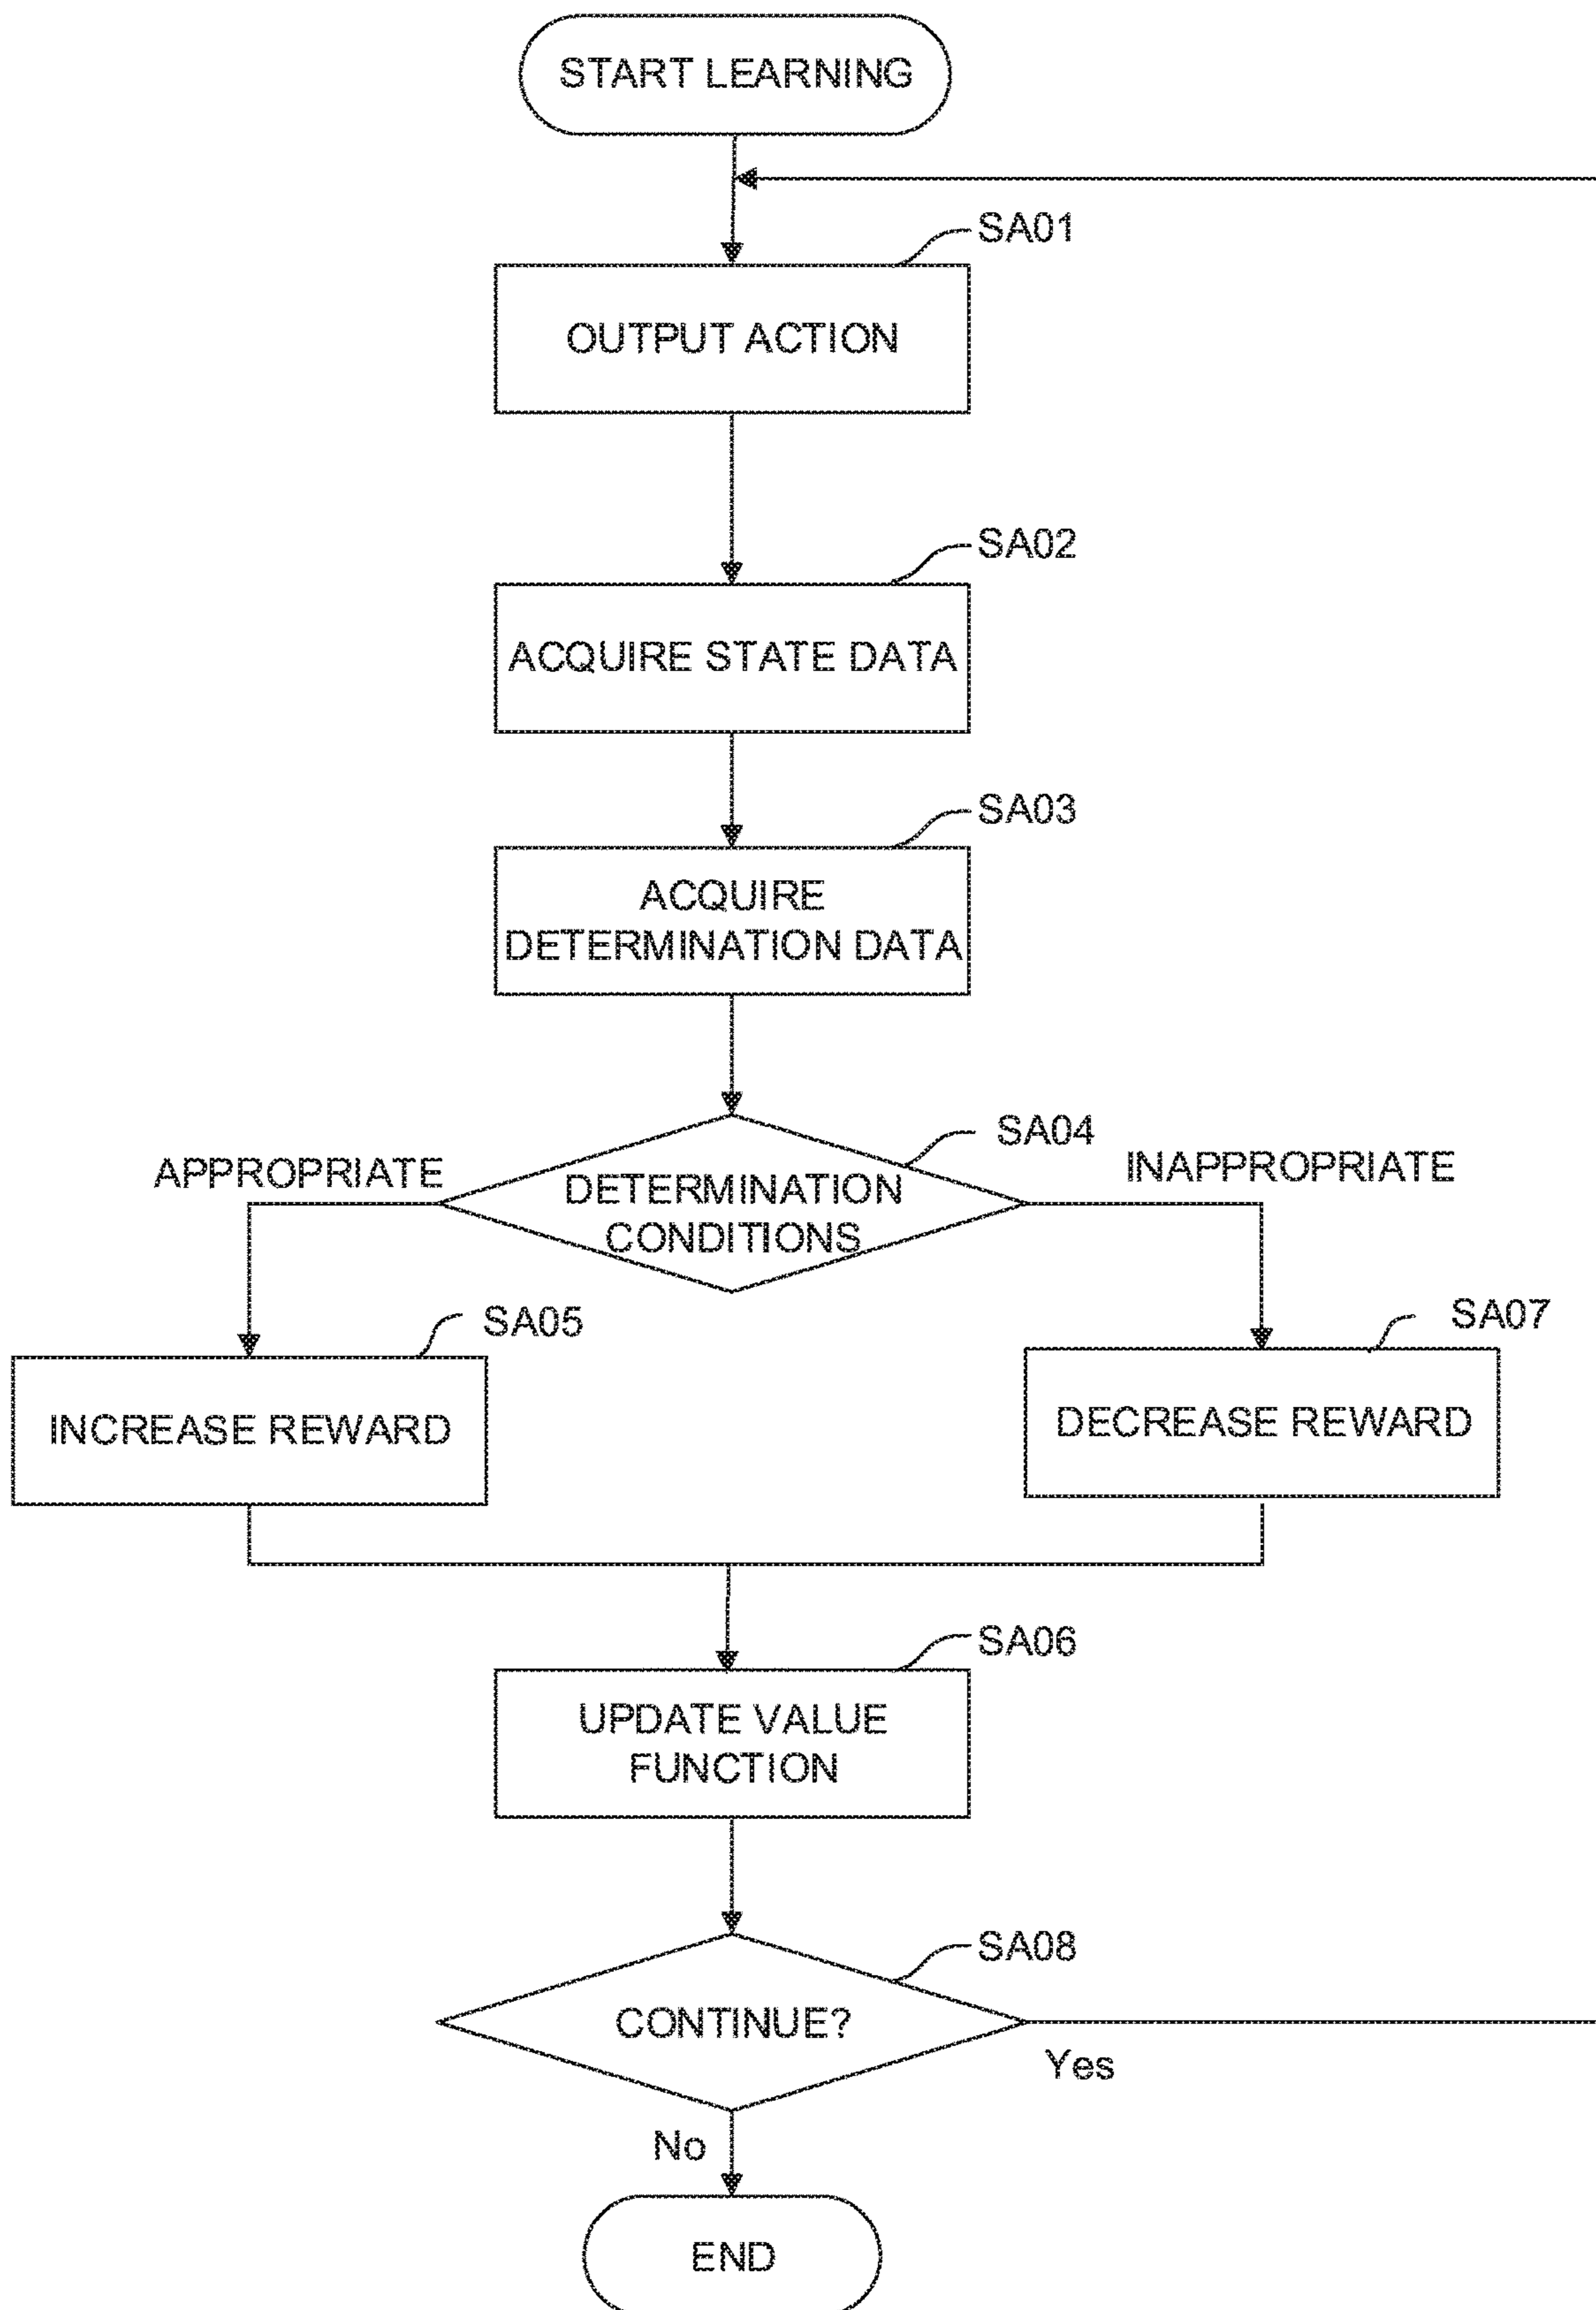 START LEARNING
SA01
OUTPUT ACTION
SA02
ACQUIRE STATE DATA
SA03
ACQUIRE
DETERMINATION DATA
SA04
APPROPRIATE
INAPPROPRIATE
DETERMINATION
CONDITIONS
SA05
SA07
INCREASE REWARD
DECREASE REWARD
SA06
UPDATE VALUE
FUNCTION
SA08
CONTINUE?
Yes
No
END